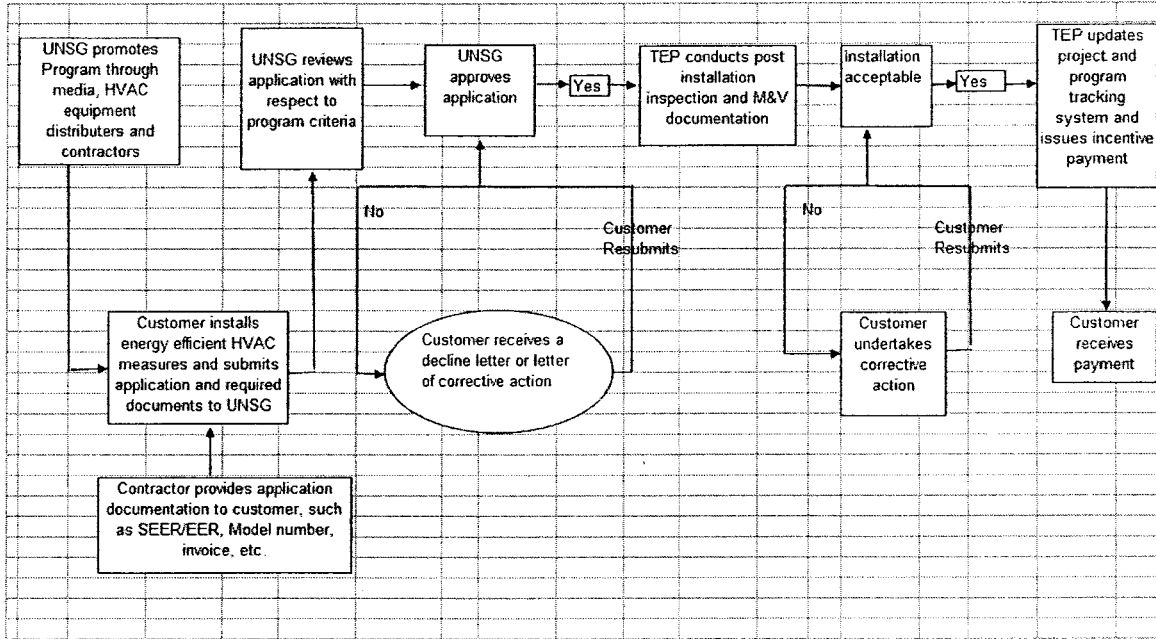 UNSG promotes
Program through
media, HVAC
equipment
distributers and
contractors
UNSG reviews
application with
respect to
program criteria
UNSG
approves
application
Yes
TEP conducts post
installation
inspection and M&V
documentation
Installation
acceptable
Yes
TEP updates
project and
program
tracking
system and
issues incentive
payment
No
Customer
Resubmits
No
Customer
Resubmits
Customer installs
energy efficient HVAC
measures and submits
application and required
documents to UNSG
Customer receives a
decline letter or letter
of corrective action
Customer
undertakes
corrective
action
Customer
receives
payment
Contractor provides application
documentation to customer, such
as SEER/EER, Model number,
invoice, etc.